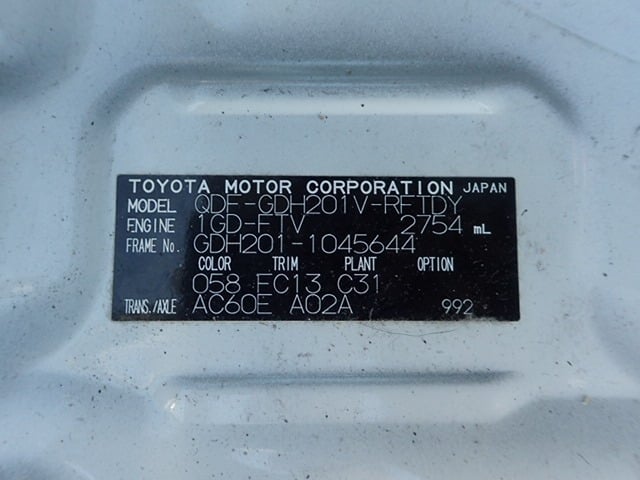 TOYOTA MOTOR CORPORATION JAPAN
MODEL QDF-GDH201V-RFTDY
ENGINE 1GD-FTV 2754 mL
FRAME No. GDH201-1045644
COLOR TRIM PLANT OPTION
058 FC13 C31
TRANS./AXLE AC60E A02A 992